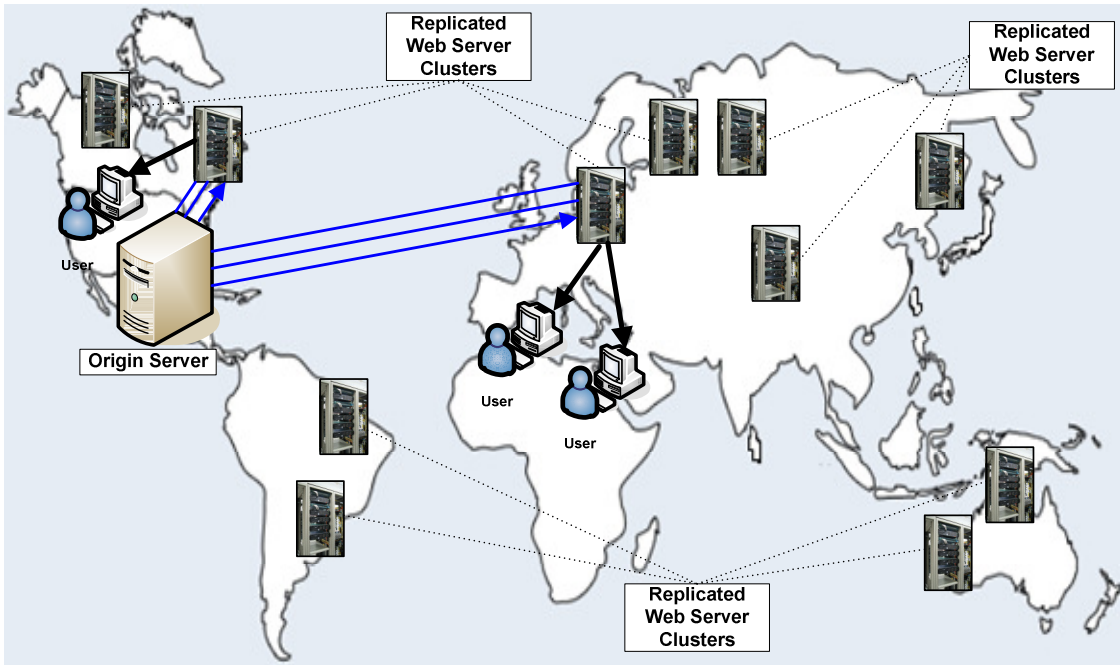 Replicated
Web Server
Clusters
Replicated
Web Server
Clusters
User
Origin Server
User
User
Replicated
Web Server
Clusters